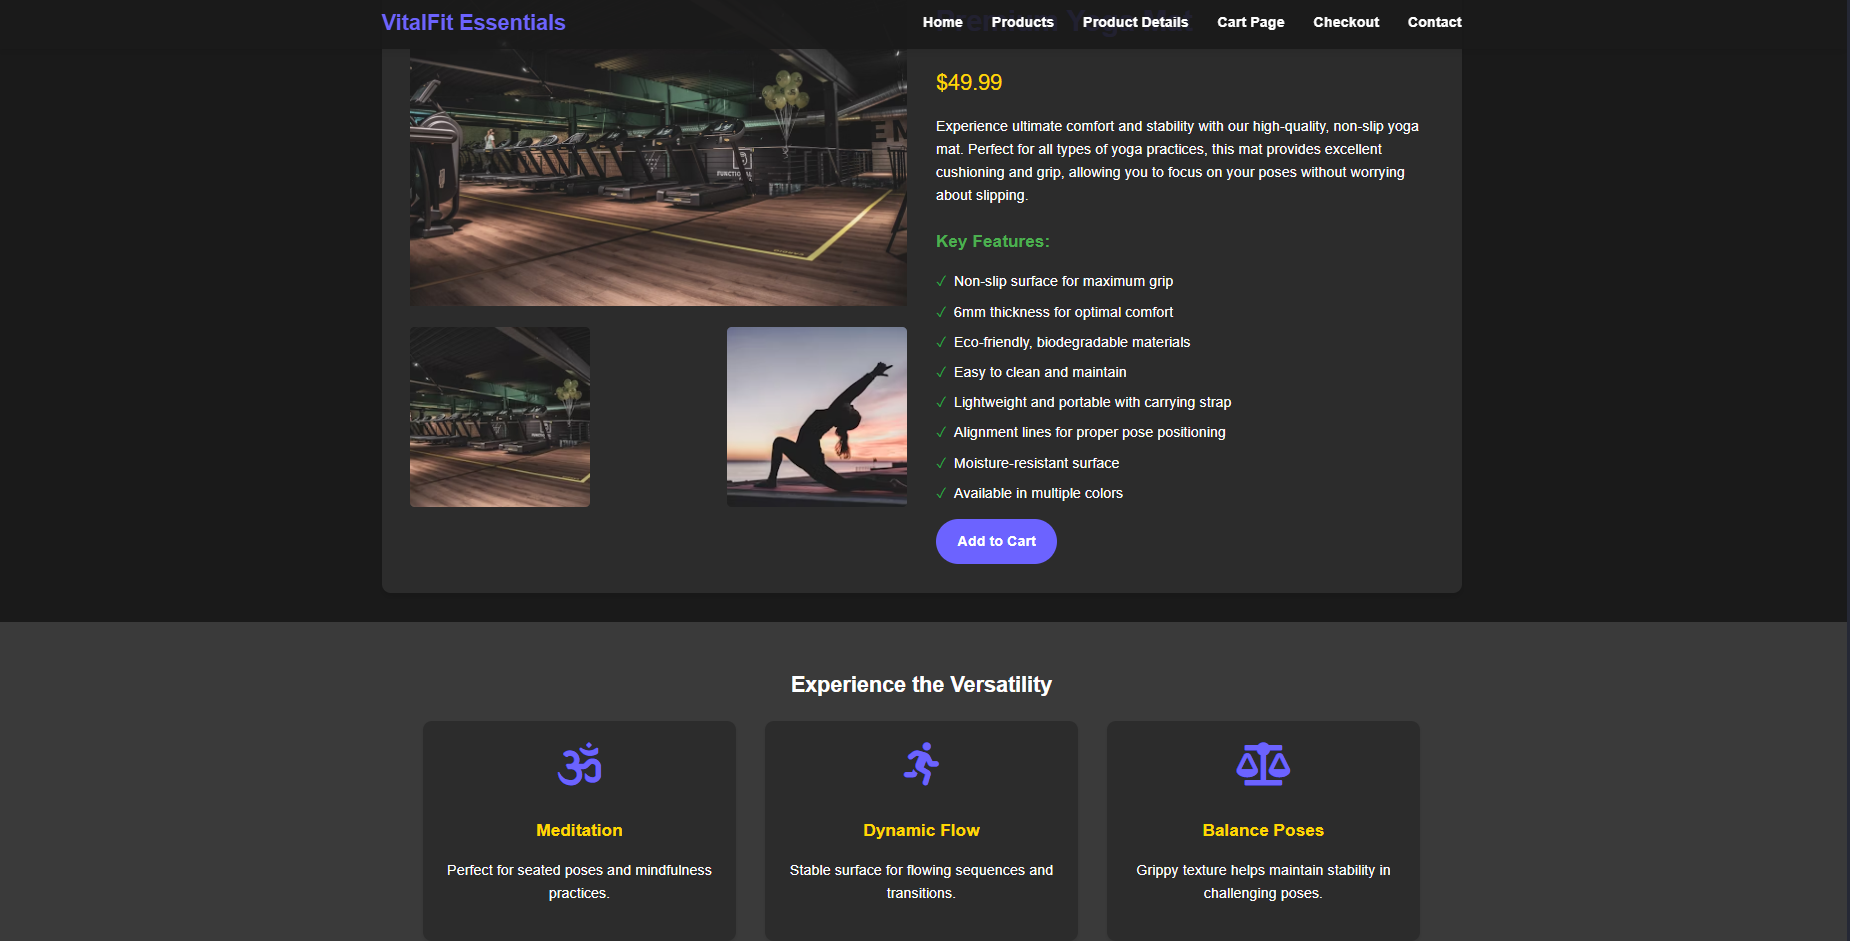 VitalFit Essentials
Home Products Product Details Cart Page Checkout Contact
Premium Yoga Mat
$49.99
Experience ultimate comfort and stability with our high-quality, non-slip yoga
mat. Perfect for all types of yoga practices, this mat provides excellent
cushioning and grip, allowing you to focus on your poses without worrying
about slipping.
FUNCTIONAL
Key Features:
✓ Non-slip surface for maximum grip
✓ 6mm thickness for optimal comfort
✓ Eco-friendly, biodegradable materials
✓ Easy to clean and maintain
✓ Lightweight and portable with carrying strap
✓ Alignment lines for proper pose positioning
✓ Moisture-resistant surface
✓ Available in multiple colors
Add to Cart
Experience the Versatility
ॐ
Meditation
Perfect for seated poses and mindfulness
practices.
Dynamic Flow
Stable surface for flowing sequences and
transitions.
Balance Poses
Grippy texture helps maintain stability in
challenging poses.